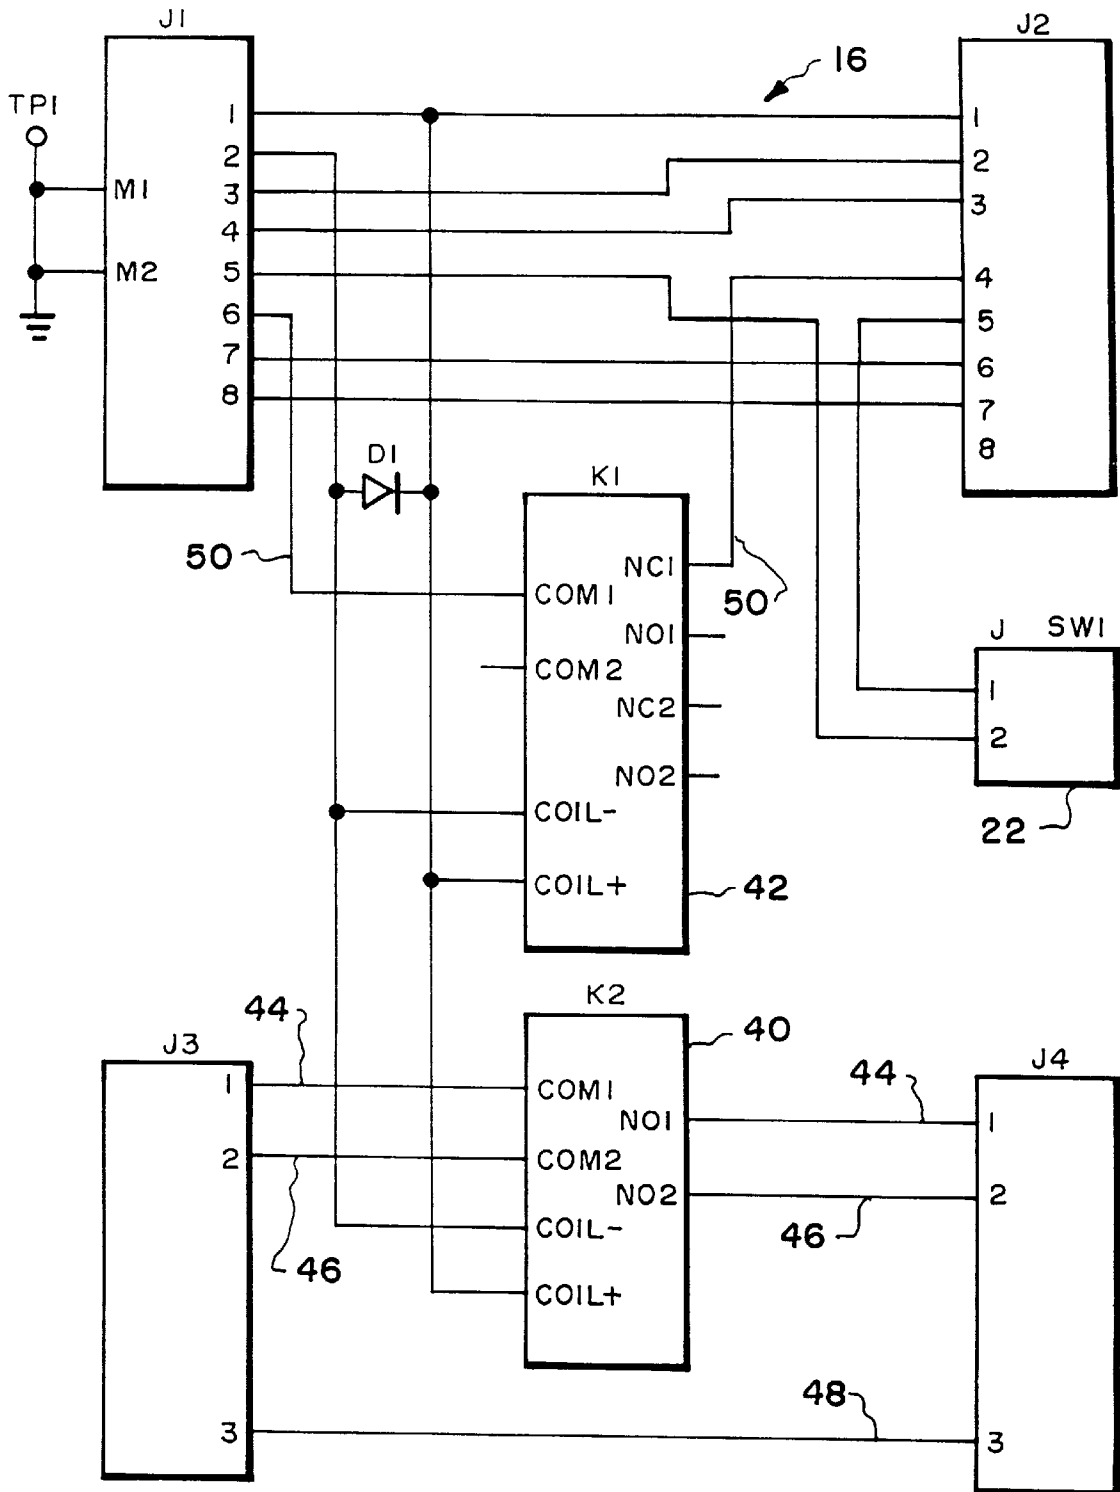 J1
J2
16
TP1
1
1
2
2
M1
3
3
4
M2
5
4
6
5
7
6
8
7
8
D1
K1
50
NC1
50
COM1
NO1
J SW1
COM2
1
NC2
2
NO2
COIL-
22
COIL+
42
K2
44
40
J3
J4
1
COM1
44
NO1
1
2
COM2
NO2
2
COIL-
46
46
COIL+
48
3
3